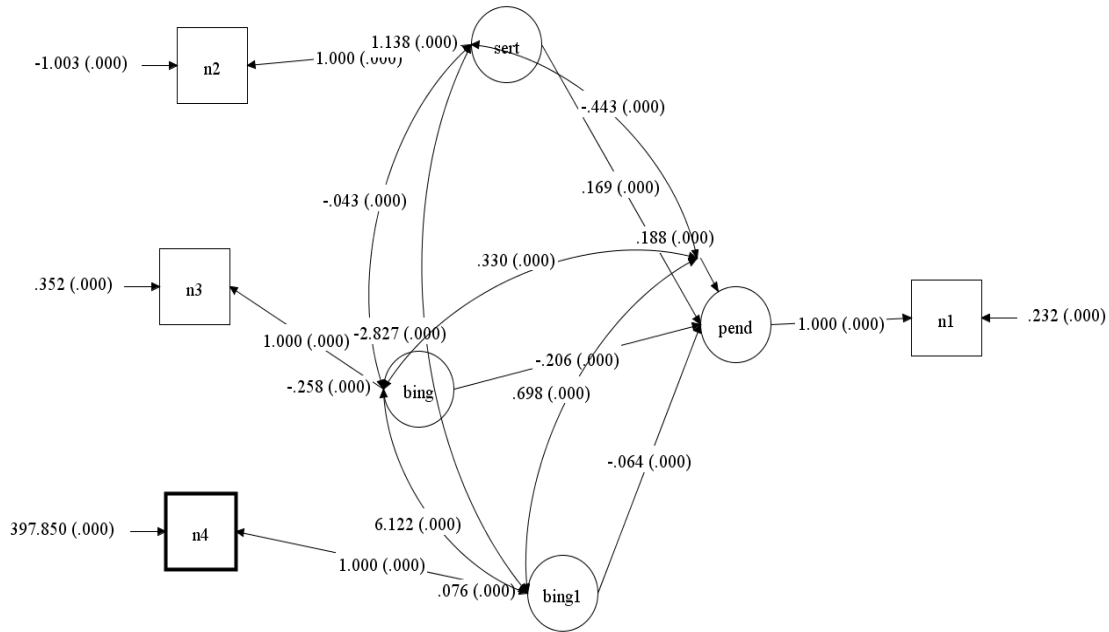 sert
1.138 (.000)
-1.003 (.000)
n2
1.000 (.000)
-.443 (.000)
.169 (.000)
-.043 (.000)
.188 (.000)
.330 (.000)
.352 (.000)
n3
n1
.232 (.000)
pend
1.000 (.000)
1.000 (.000)
-2.827 (.000)
-.206 (.000)
-.258 (.000)
bing
.698 (.000)
-.064 (.000)
397.850 (.000)
n4
6.122 (.000)
1.000 (.000)
.076 (.000)
bing1